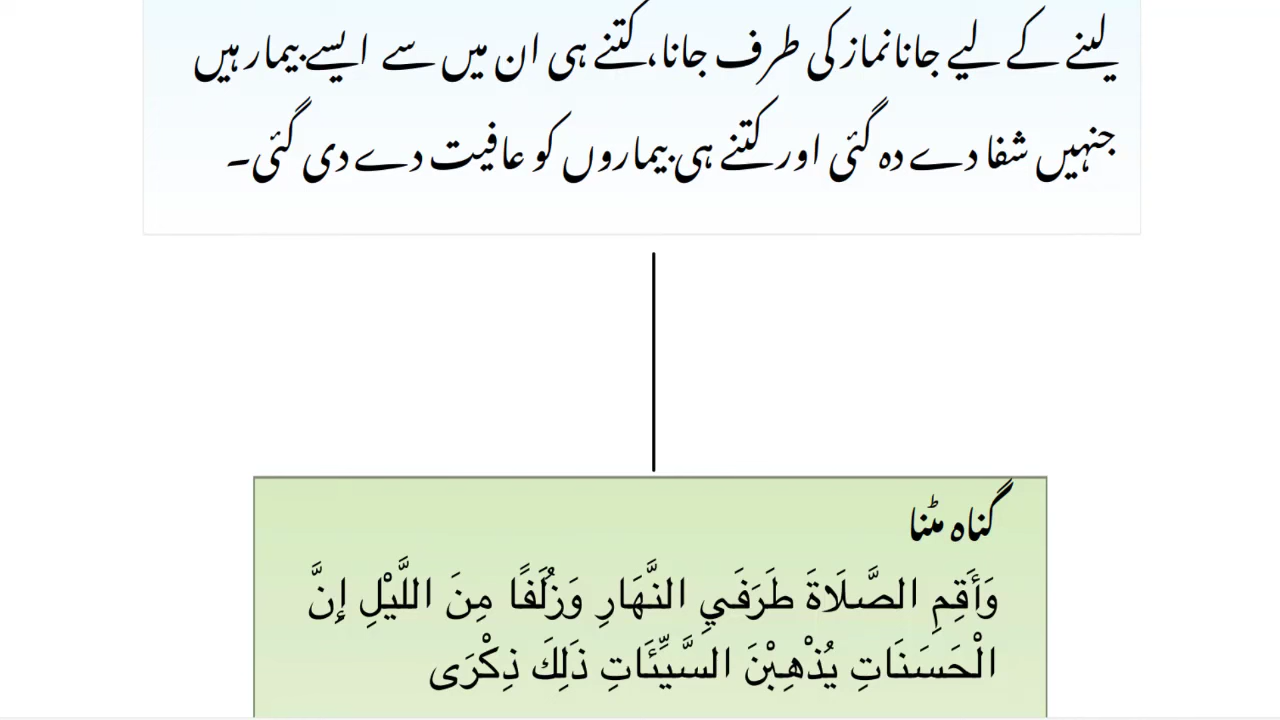 لینے کے لیے جانا نماز کی طرف جانا، کتنے ہی ان میں سے ایسے بیمار ہیں
جنہیں شفا دے دہ گئی اور کتنے ہی بیماروں کو عافیت دے دی گئی۔
گناہ مٹنا
وَأَقِمِ الصَّلَاةَ طَرَفَيِ النَّهَارِ وَزُلَفًا مِنَ اللَّيْلِ إِنَّ
الْحَسَنَاتِ يُذْهِبْنَ السَّيِّئَاتِ ذَلِكَ ذِكْرَى